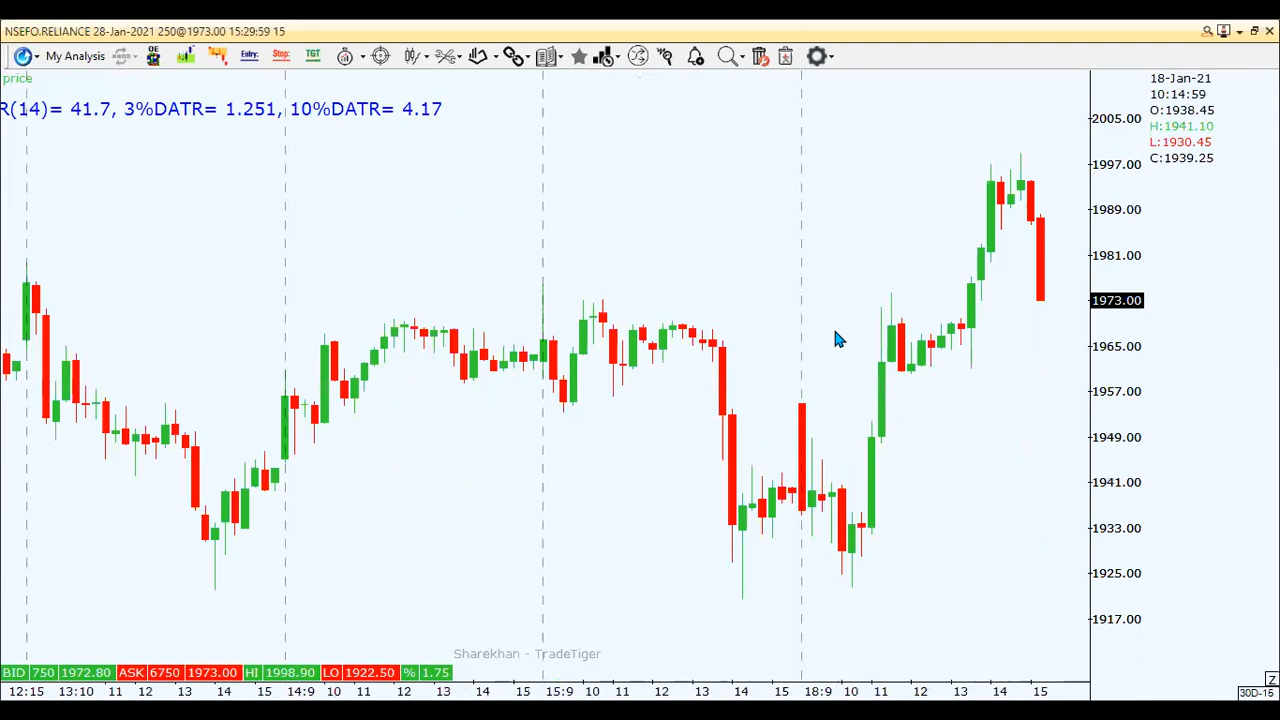 NSEFO.RELIANCE 28-Jan-2021 250@1973.00 15:29:59 15
My Analysis OE Entry: Stop: TGT
price
R(14)= 41.7, 3%DATR= 1.251, 10%DATR= 4.17
18-Jan-21
10:14:59
O:1938.45
H:1941.10
L:1930.45
C:1939.25
2005.00
1997.00
1989.00
1981.00
1973.00
1965.00
1957.00
1949.00
1941.00
1933.00
1925.00
1917.00
Sharekhan - TradeTiger
BID 750 1972.80 ASK 6750 1973.00 HI 1998.90 LO 1922.50 % 1.75
Z
12:15 13:10 11 12 13 14 15 14:9 10 11 12 13 14 15 15:9 10 11 12 13 14 15 18:9 10 11 12 13 14 15
30D-15